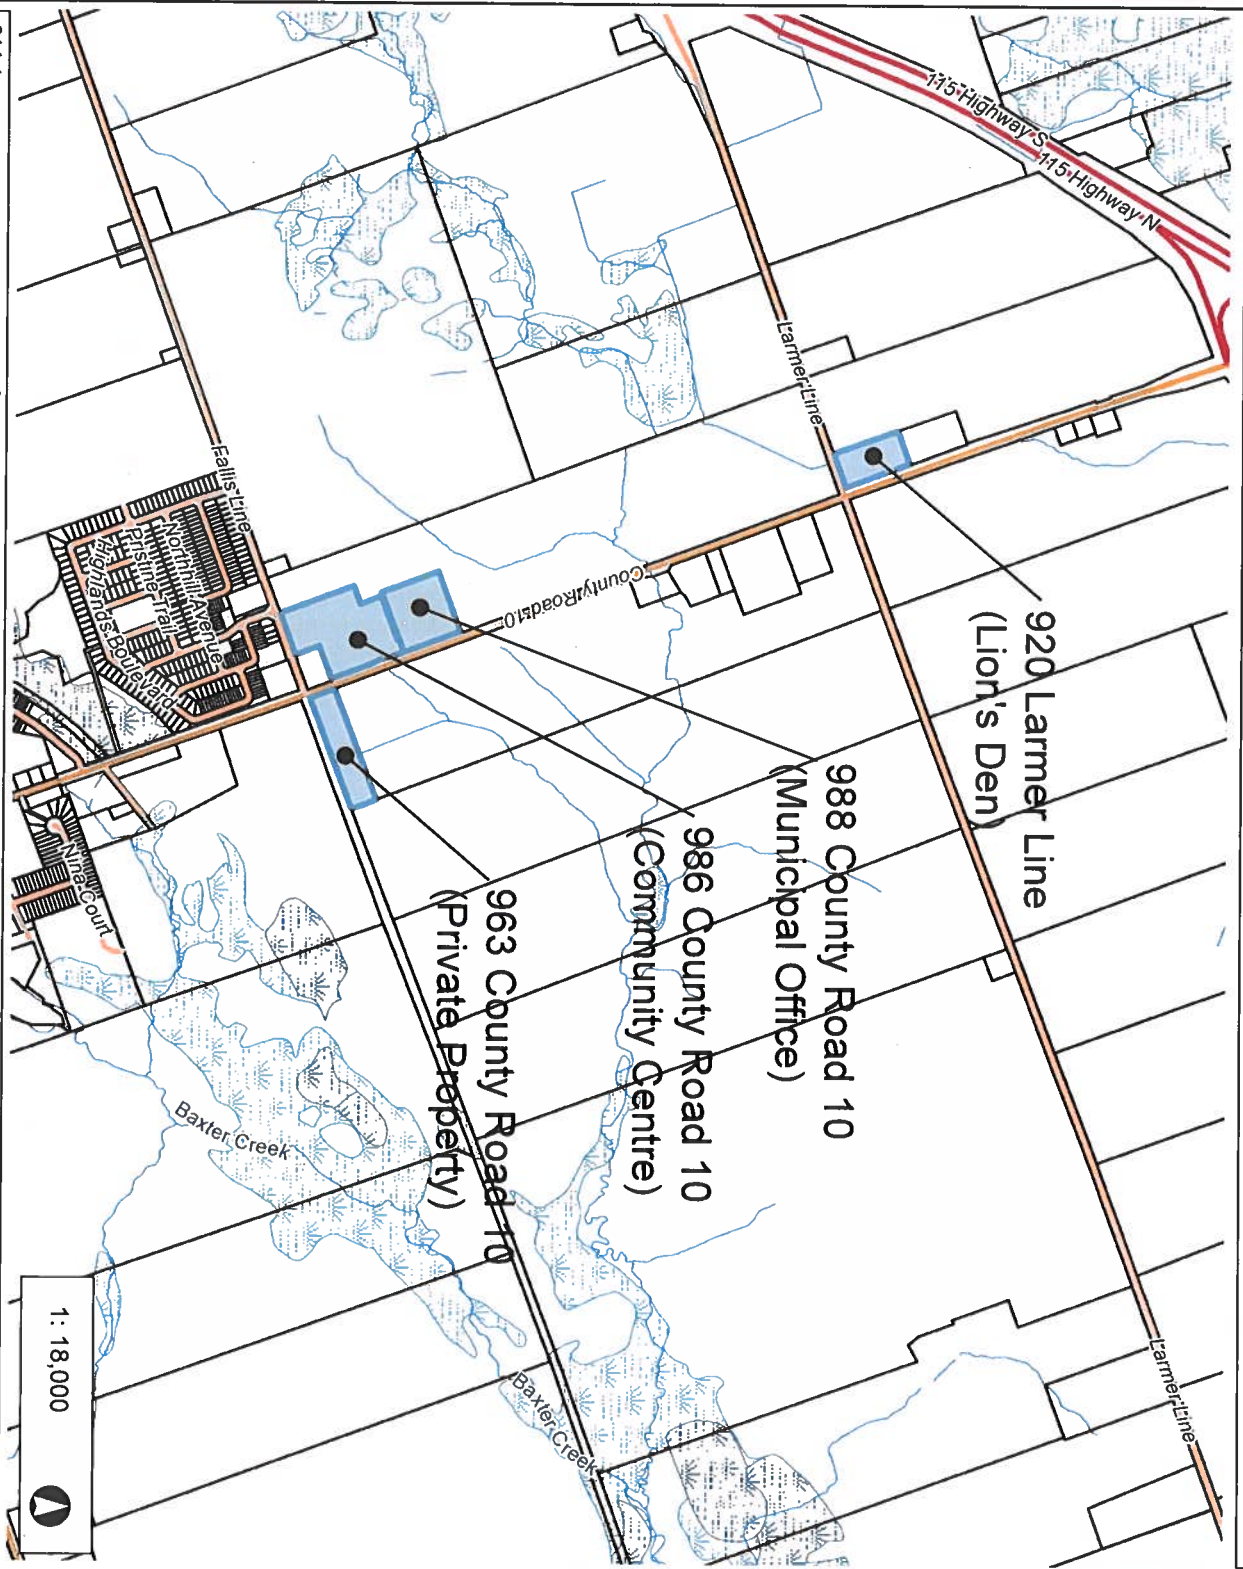 115 Highway S
115 Highway N
Larmer Line
920 Larmer Line
(Lion's Den)
988 County Road 10
(Municipal Office)
986 County Road 10
(Community Centre)
963 County Road 10
(Private Property)
County Road 10
Fallis Line
Northhill Avenue
Pristine Trail
Highlands Boulevard
Nina Court
Baxter Creek
Baxter Creek
Larmer Line
1: 18,000